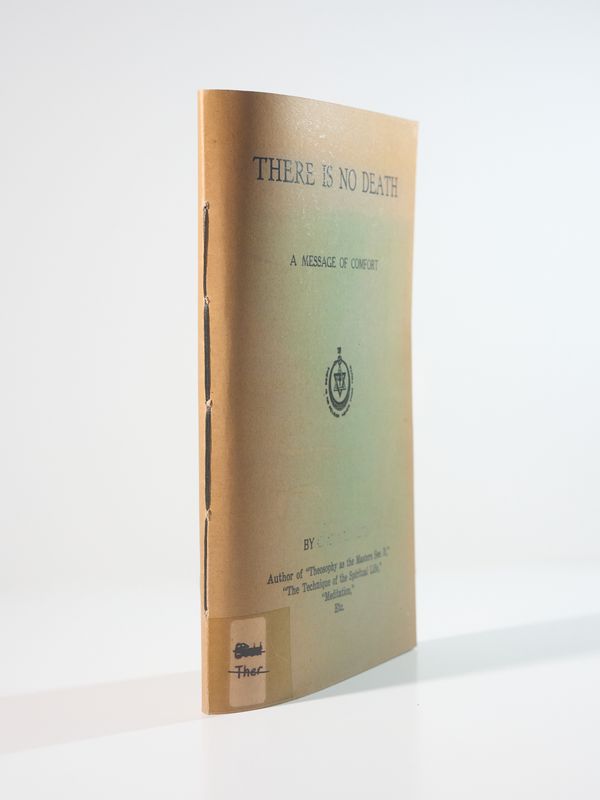 THERE IS NO DEATH
A MESSAGE OF COMFORT
BY
Author of "Theosophy as the Masters See It,"
"The Technique of the Spiritual Life,"
"Meditation,"
Etc.
Ther